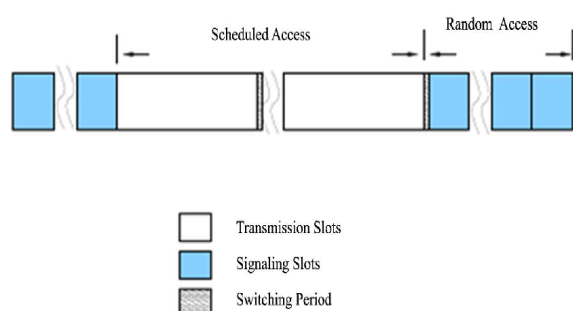 Scheduled Access
Random Access
Transmission Slots
Signaling Slots
Switching Period